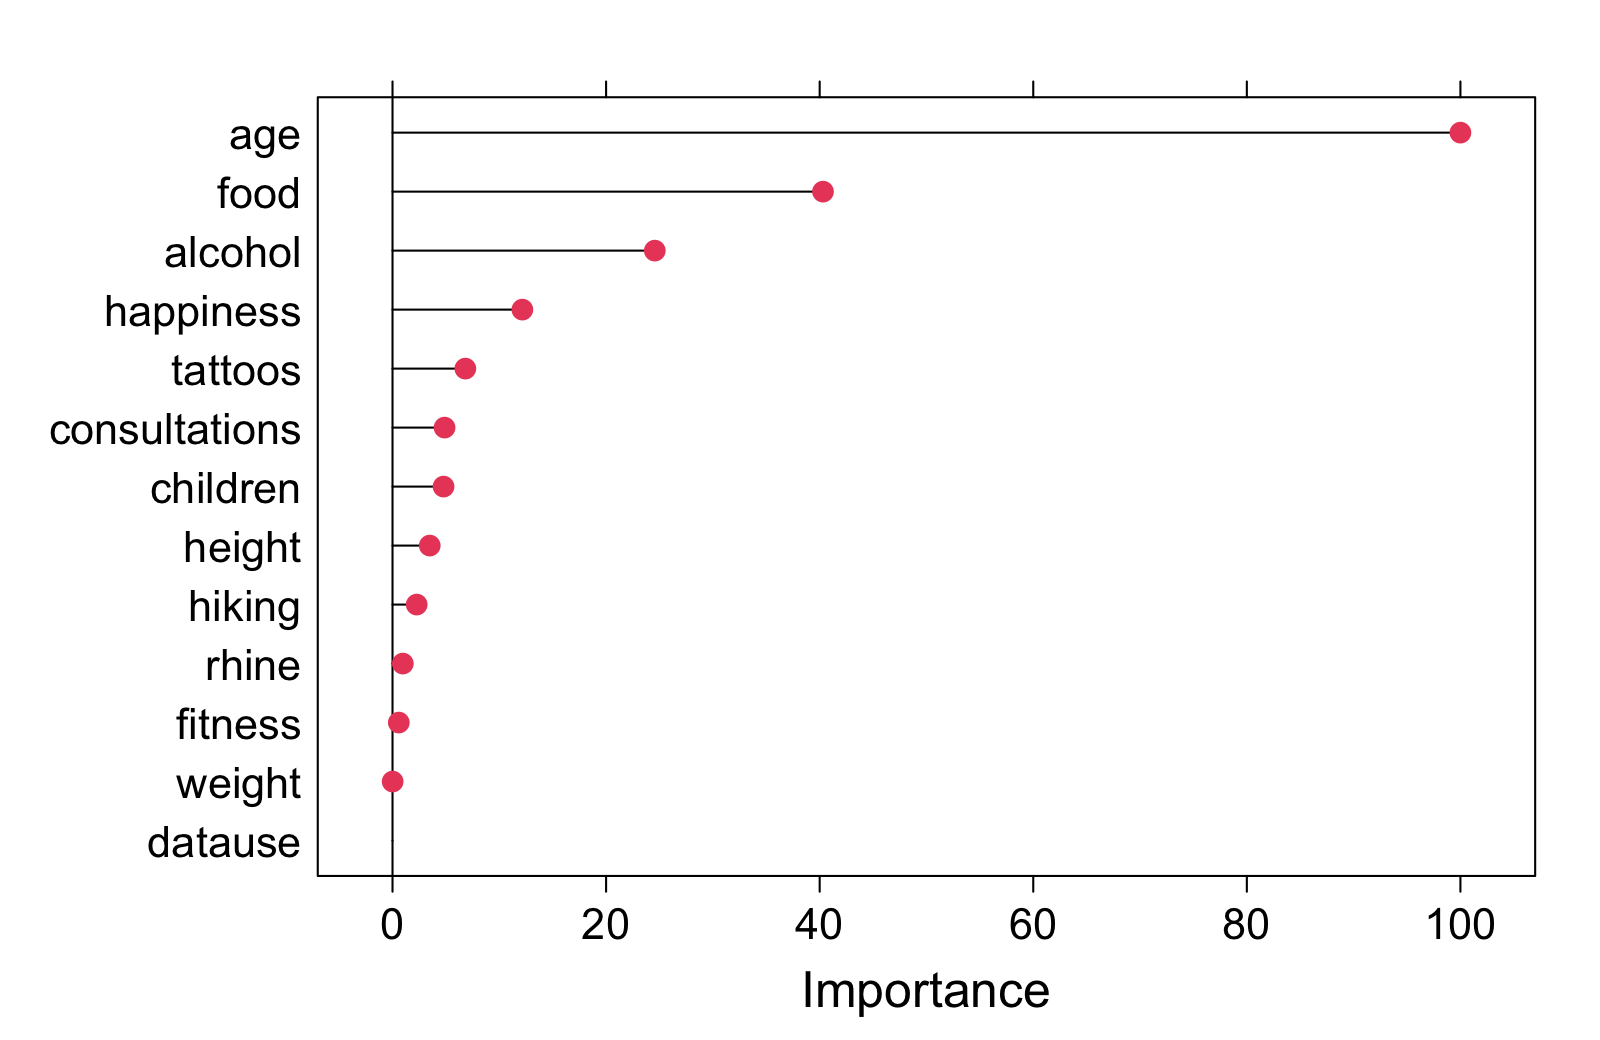 age
food
alcohol
happiness
tattoos
consultations
children
height
hiking
rhine
fitness
weight
datause
0 20 40 60 80 100
Importance